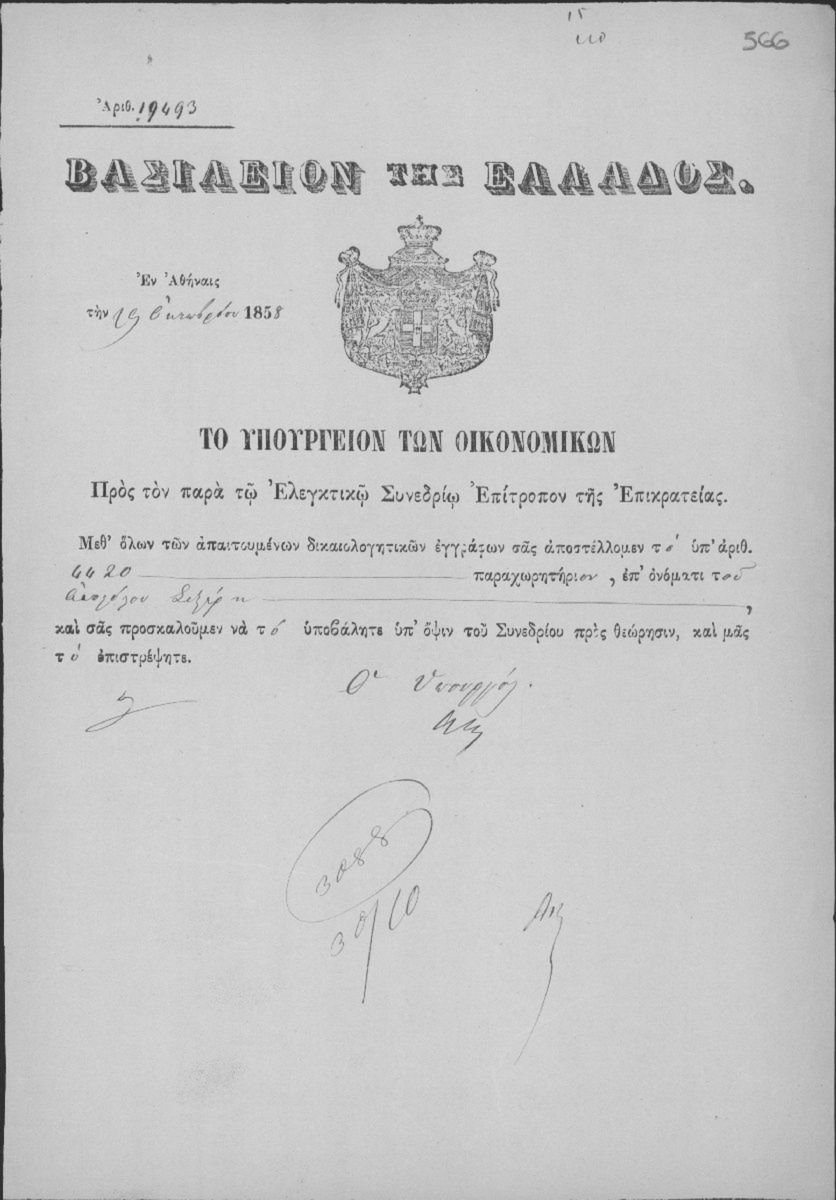 566
Ἀριθ. 19493
ΒΑΣΙΛΕΙΟΝ ΤΗΣ ΕΛΛΑΔΟΣ.
Ἐν Ἀθήναις
τὴν 29 Ὀκτωβρίου 1858
ΤΟ ΥΠΟΥΡΓΕΙΟΝ ΤΩΝ ΟΙΚΟΝΟΜΙΚΩΝ
Πρὸς τὸν παρὰ τῷ Ἐλεγκτικῷ Συνεδρίῳ Ἐπίτροπον τῆς Ἐπικρατείας.
Μεθ' ὅλων τῶν ἀπαιτουμένων δικαιολογητικῶν ἐγγράφων σᾶς ἀποστέλλομεν τὸ ὑπ' ἀριθ.
4420 παραχωρητήριον, ἐπ' ὀνόματι τοῦ
,
καὶ σᾶς προσκαλοῦμεν νὰ τὸ ὑποβάλητε ὑπ' ὄψιν τοῦ Συνεδρίου πρὸς θεώρησιν, καὶ μᾶς
τὸ ἐπιστρέψητε.
Ὁ Ὑπουργός.
3088
30/10